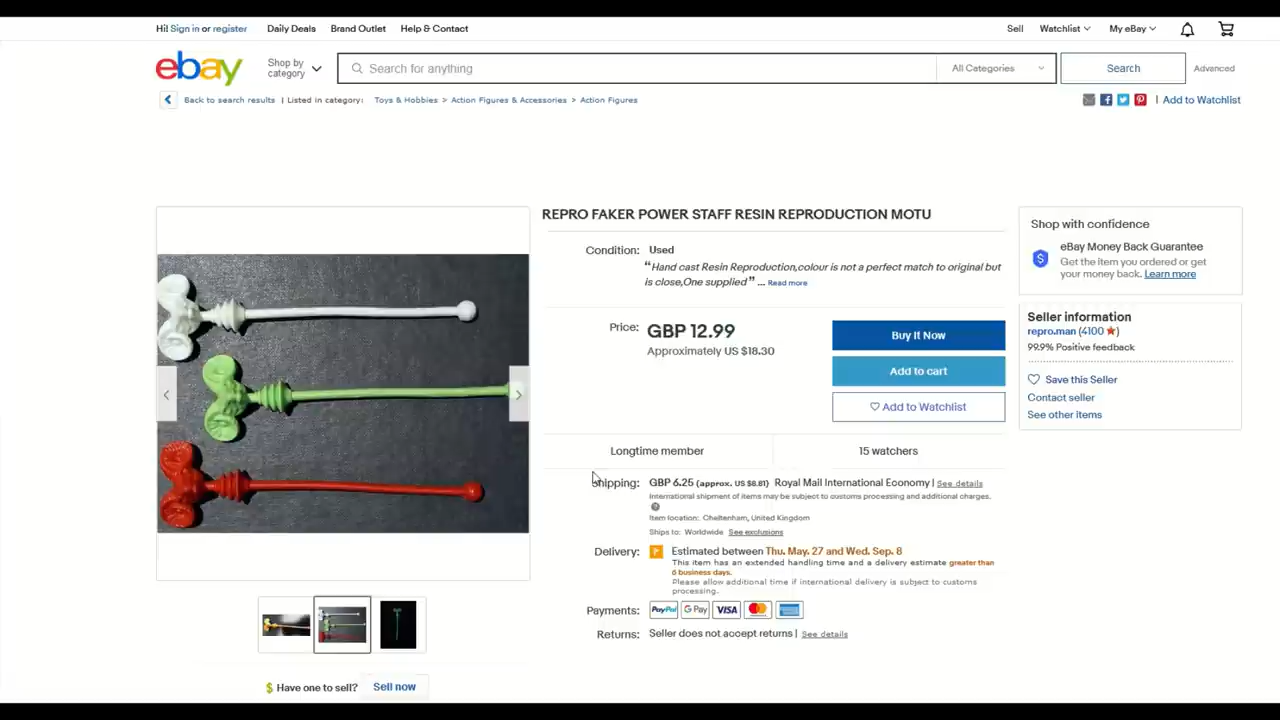 Hi! Sign in or register Daily Deals Brand Outlet Help & Contact Sell Watchlist My eBay
ebay Shop by category Search for anything All Categories Search Advanced
Back to search results | Listed in category: Toys & Hobbies > Action Figures & Accessories > Action Figures | Add to Watchlist
REPRO FAKER POWER STAFF RESIN REPRODUCTION MOTU
Condition: Used
“Hand cast Resin Reproduction,colour is not a perfect match to original but
is close,One supplied” ... Read more
Price: GBP 12.99
Approximately US $18.30
Buy It Now
Add to cart
Add to Watchlist
Longtime member 15 watchers
Shipping: GBP 6.25 (approx. US $8.81) Royal Mail International Economy | See details
International shipment of items may be subject to customs processing and additional charges.
Item location: Cheltenham, United Kingdom
Ships to: Worldwide See exclusions
Delivery: Estimated between Thu. May. 27 and Wed. Sep. 8
This item has an extended handling time and a delivery estimate greater than
6 business days.
Please allow additional time if international delivery is subject to customs
processing.
Payments: PayPal G Pay VISA
Returns: Seller does not accept returns | See details
Shop with confidence
eBay Money Back Guarantee
Get the item you ordered or get
your money back. Learn more
Seller information
repro.man (4100)
99.9% Positive feedback
Save this Seller
Contact seller
See other items
$ Have one to sell? Sell now